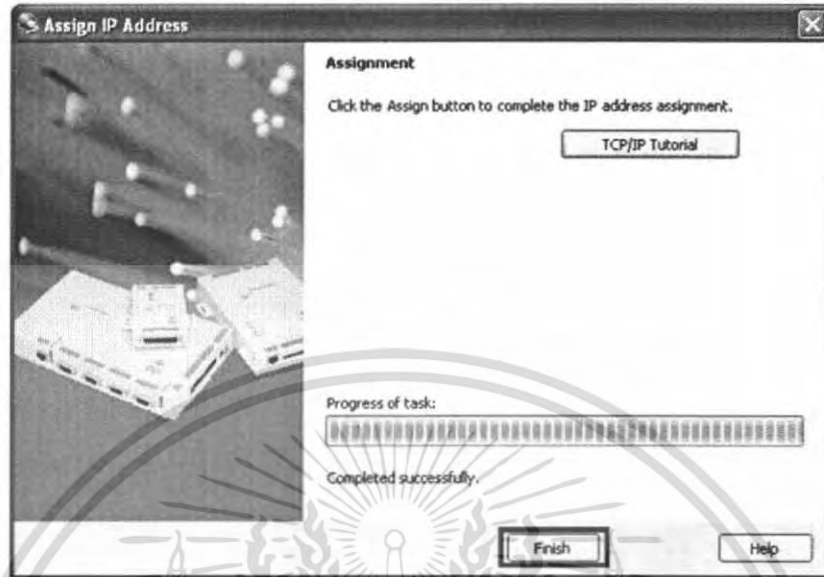 Assign IP Address
Assignment
Click the Assign button to complete the IP address assignment.
TCP/IP Tutorial
Progress of task:
Completed successfully.
Finish
Help